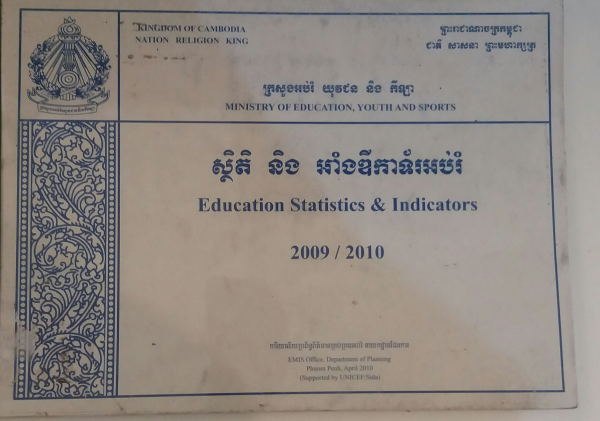 KINGDOM OF CAMBODIA
NATION RELIGION KING
ព្រះរាជាណាចក្រកម្ពុជា
ជាតិ សាសនា ព្រះមហាក្សត្រ
ក្រសួងអប់រំ យុវជន និង កីឡា
MINISTRY OF EDUCATION, YOUTH AND SPORTS
ស្ថិតិ និង អាំងឌីកាទ័រអប់រំ
Education Statistics & Indicators
2009 / 2010
EMIS Office, Department of Planning
Phnom Penh, April 2010
(Supported by UNICEF/Sida)